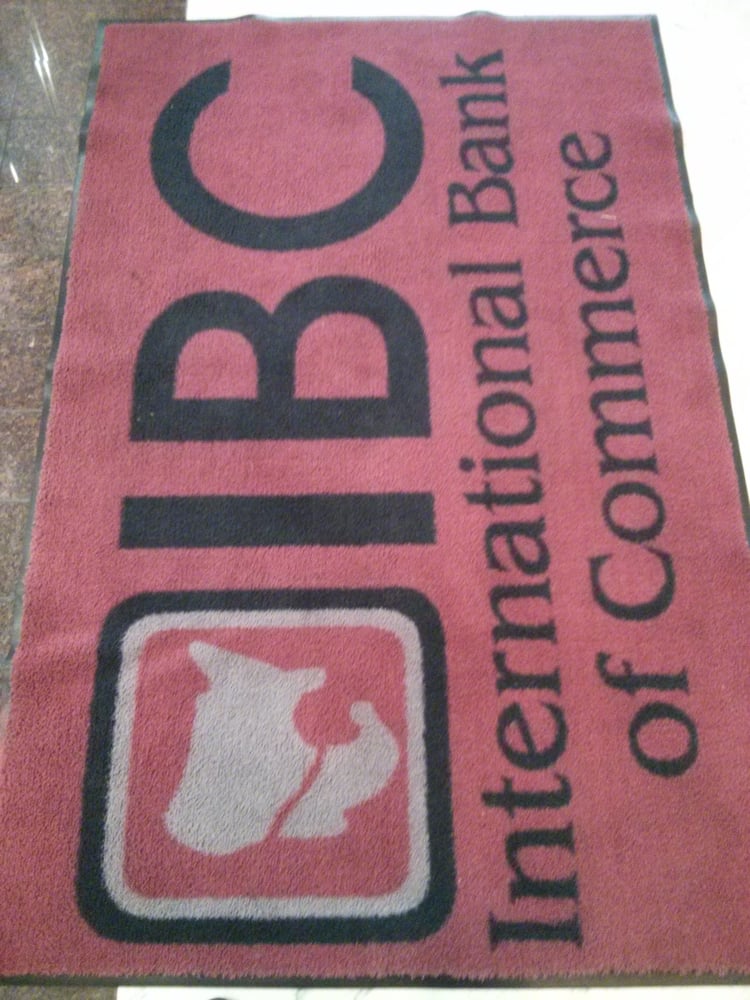 IBC
International Bank
of Commerce